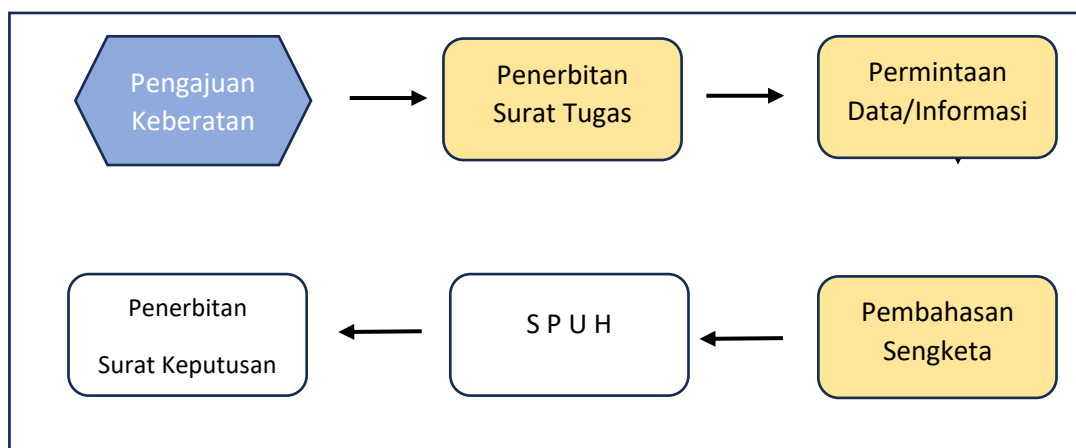 Pengajuan
Keberatan
Penerbitan
Surat Tugas
Permintaan
Data/Informasi
Penerbitan
Surat Keputusan
S P U H
Pembahasan
Sengketa